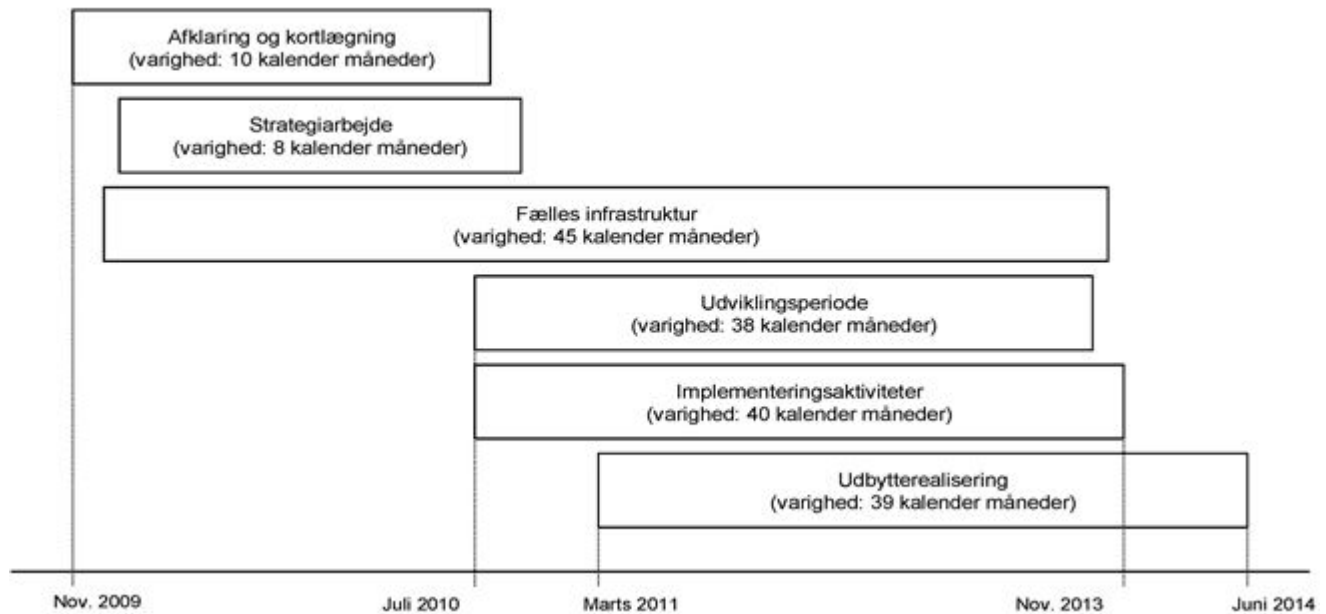 Afklaring og kortlægning
(varighed: 10 kalender måneder)
Strategiarbejde
(varighed: 8 kalender måneder)
Fælles infrastruktur
(varighed: 45 kalender måneder)
Udviklingsperiode
(varighed: 38 kalender måneder)
Implementeringsaktiviteter
(varighed: 40 kalender måneder)
Udbytterealisering
(varighed: 39 kalender måneder)
Nov. 2009 Juli 2010 Marts 2011 Nov. 2013 Juni 2014